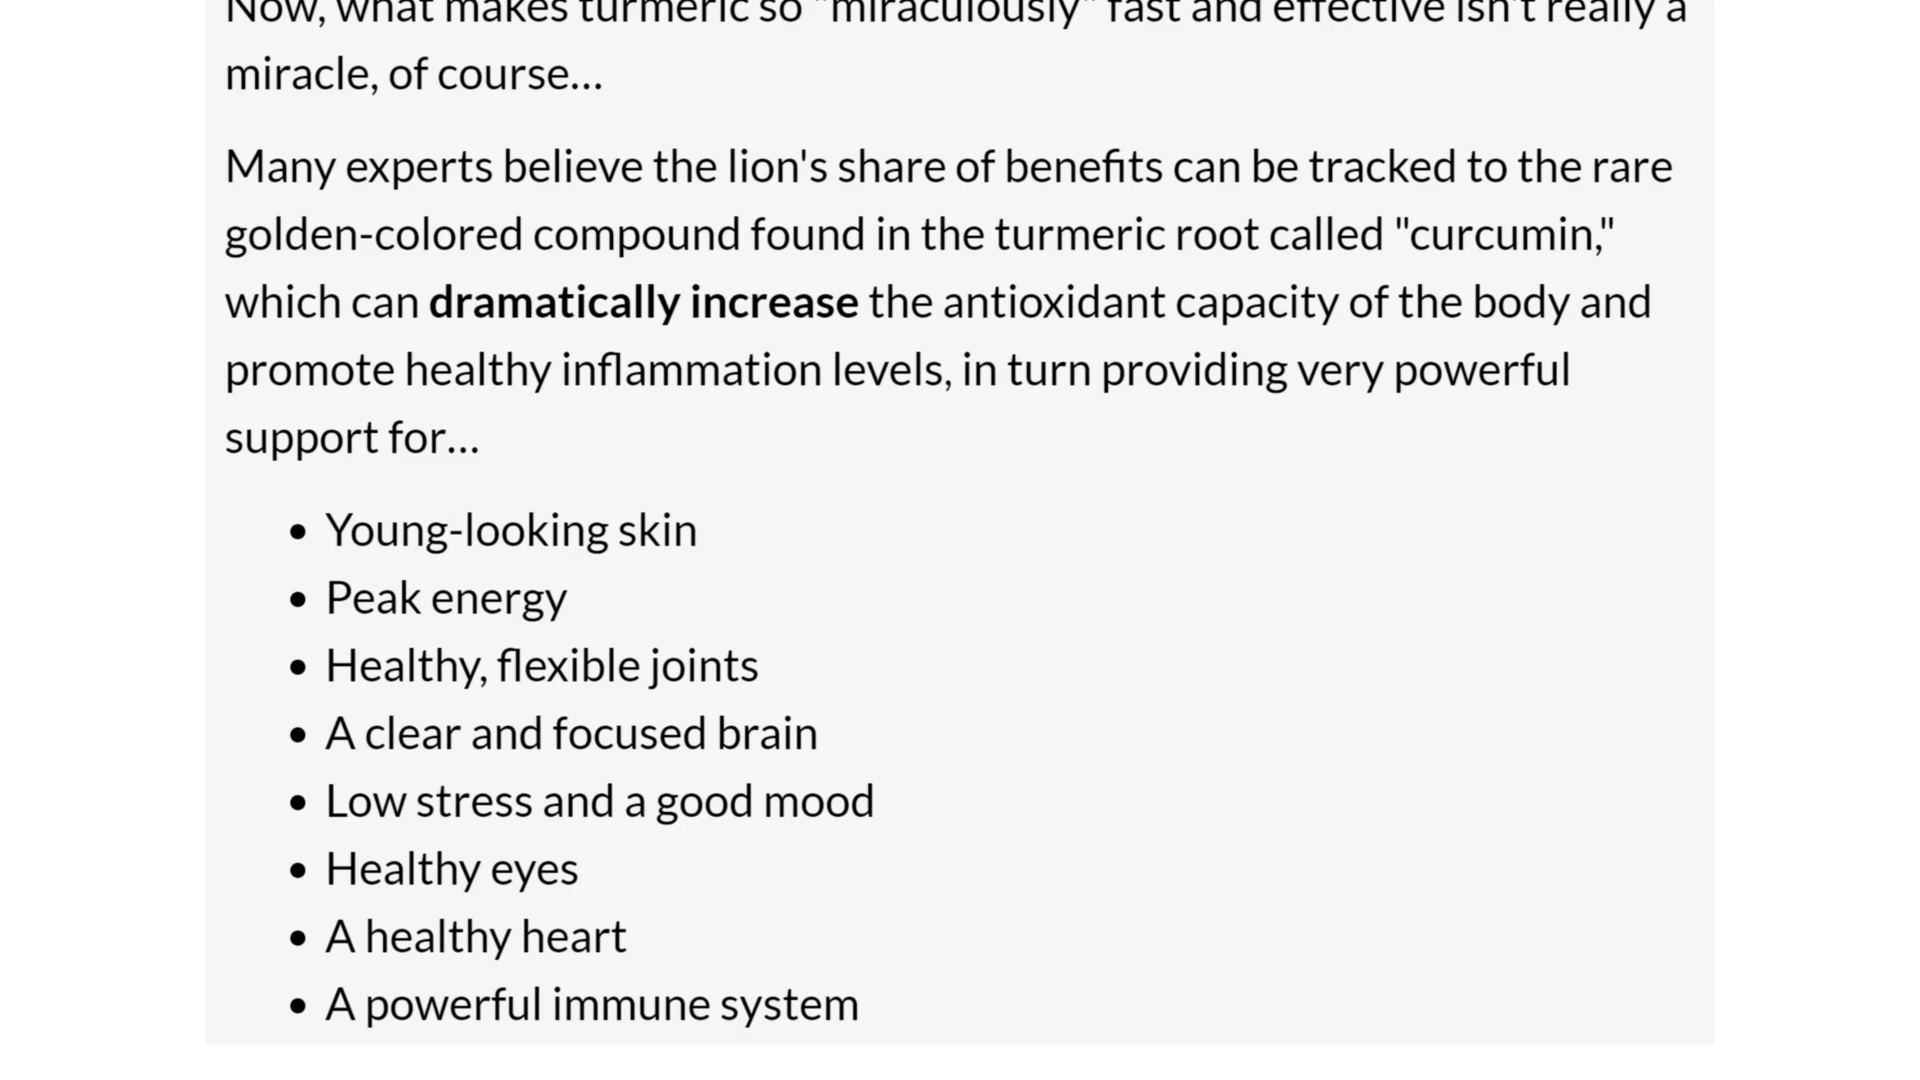 Now, what makes turmeric so "miraculously" fast and effective isn't really a
miracle, of course...
Many experts believe the lion's share of benefits can be tracked to the rare
golden-colored compound found in the turmeric root called "curcumin,"
which can dramatically increase the antioxidant capacity of the body and
promote healthy inflammation levels, in turn providing very powerful
support for...
• Young-looking skin
• Peak energy
• Healthy, flexible joints
• A clear and focused brain
• Low stress and a good mood
• Healthy eyes
• A healthy heart
• A powerful immune system